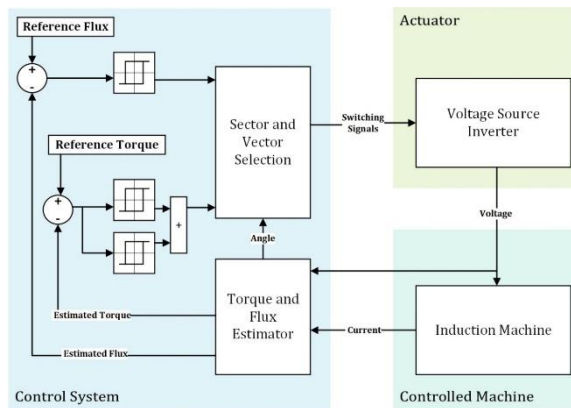 Reference Flux
Actuator
+
-
Sector and
Vector
Selection
Switching
Signals
Voltage Source
Inverter
Reference Torque
+
-
+
Voltage
Angle
Torque and
Flux
Estimator
Estimated Torque
Current
Induction Machine
Estimated Flux
Control System
Controlled Machine